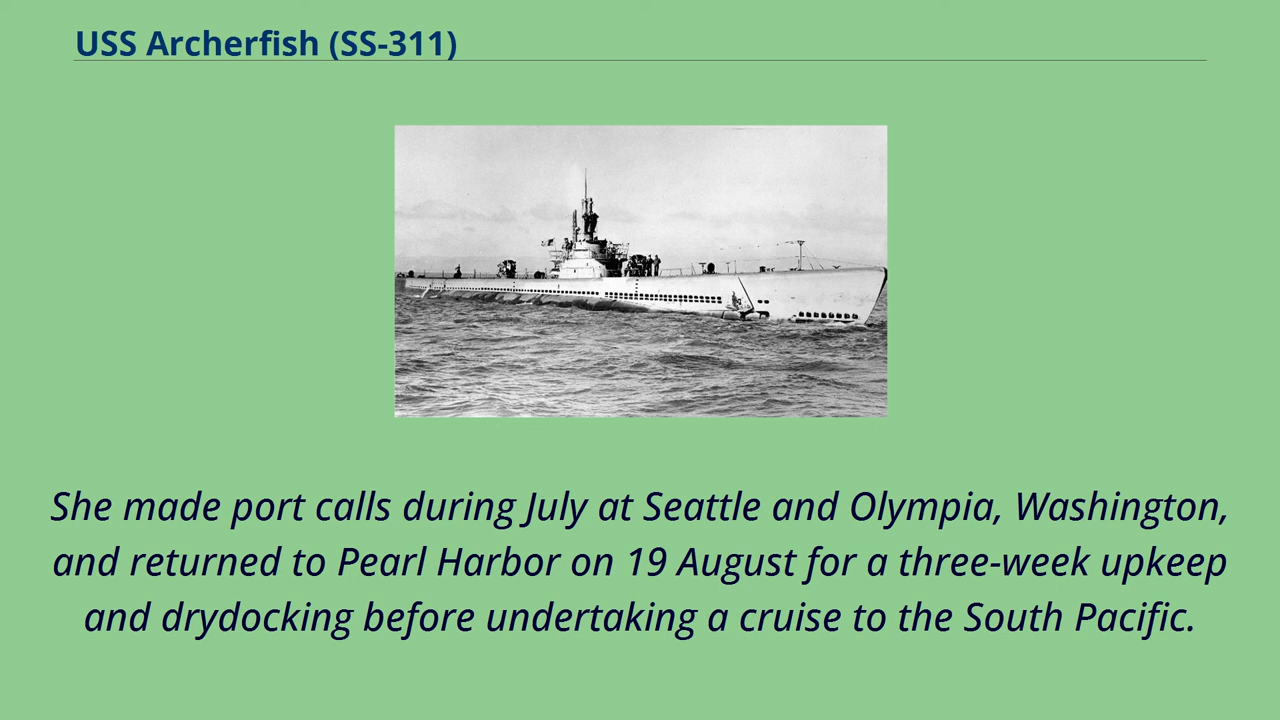 USS Archerfish (SS-311)
She made port calls during July at Seattle and Olympia, Washington,
and returned to Pearl Harbor on 19 August for a three-week upkeep
and drydocking before undertaking a cruise to the South Pacific.